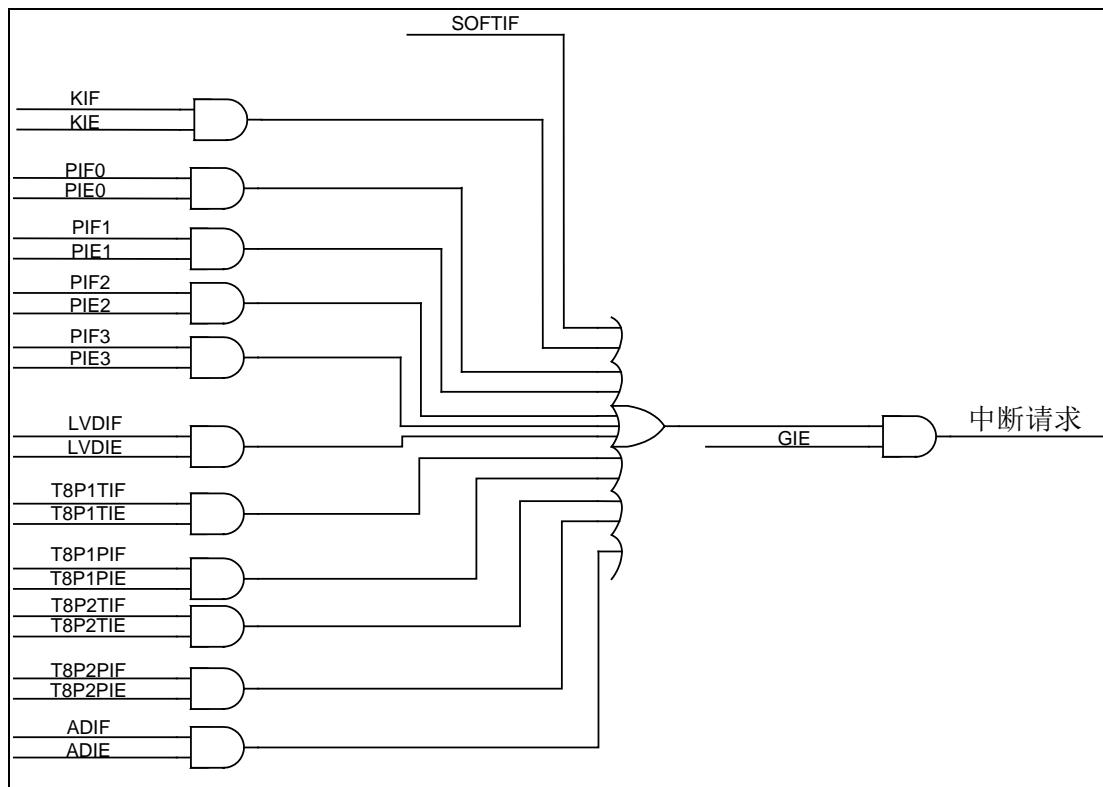 SOFTIF
KIF
KIE
PIF0
PIE0
PIF1
PIE1
PIF2
PIE2
PIF3
PIE3
LVDIF
LVDIE
GIE
中断请求
T8P1TIF
T8P1TIE
T8P1PIF
T8P1PIE
T8P2TIF
T8P2TIE
T8P2PIF
T8P2PIE
ADIF
ADIE